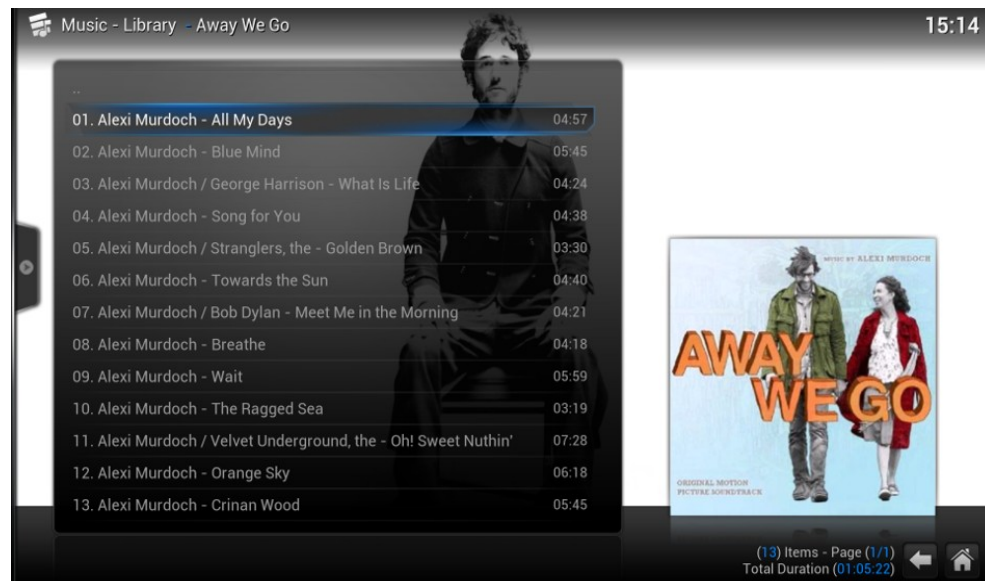 Music - Library - Away We Go
15:14
..
01. Alexi Murdoch - All My Days 04:57
02. Alexi Murdoch - Blue Mind 05:45
03. Alexi Murdoch / George Harrison - What Is Life 04:24
04. Alexi Murdoch - Song for You 04:38
05. Alexi Murdoch / Stranglers, the - Golden Brown 03:30
06. Alexi Murdoch - Towards the Sun 04:40
07. Alexi Murdoch / Bob Dylan - Meet Me in the Morning 04:21
08. Alexi Murdoch - Breathe 04:18
09. Alexi Murdoch - Wait 05:59
10. Alexi Murdoch - The Ragged Sea 03:19
11. Alexi Murdoch / Velvet Underground, the - Oh! Sweet Nuthin' 07:28
12. Alexi Murdoch - Orange Sky 06:18
13. Alexi Murdoch - Crinan Wood 05:45
MUSIC BY ALEXI MURDOCH
AWAY
WE GO
ORIGINAL MOTION
PICTURE SOUNDTRACK
(13) Items - Page (1/1)
Total Duration (01:05:22)